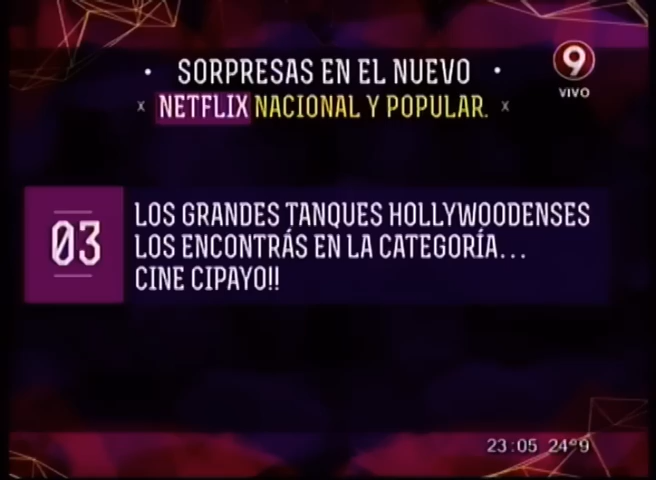 • SORPRESAS EN EL NUEVO •
x NETFLIX NACIONAL Y POPULAR. x
9
VIVO
03
LOS GRANDES TANQUES HOLLYWOODENSES
LOS ENCONTRÁS EN LA CATEGORÍA...
CINE CIPAYO!!
23:05 24°9